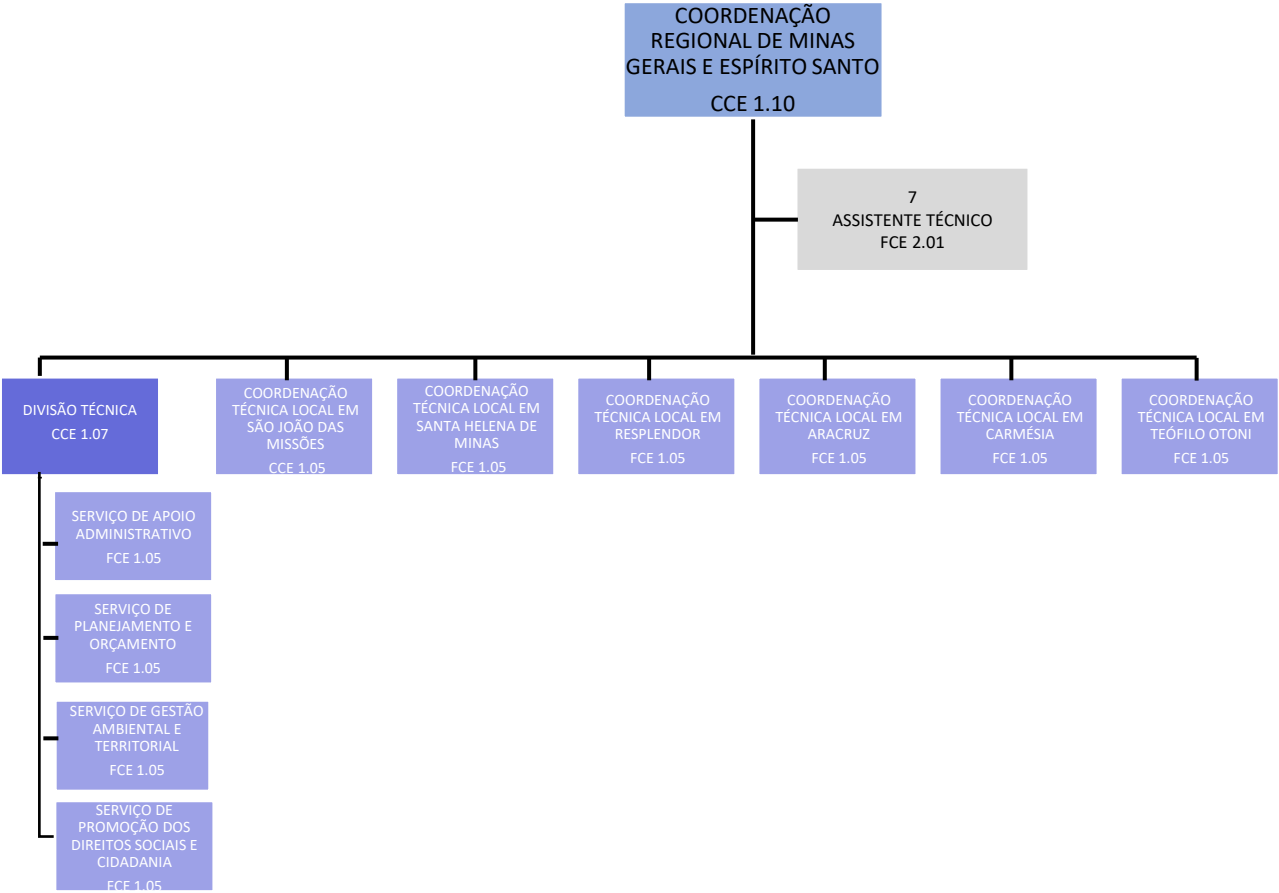 COORDENAÇÃO
REGIONAL DE MINAS
GERAIS E ESPÍRITO SANTO
CCE 1.10
7
ASSISTENTE TÉCNICO
FCE 2.01
DIVISÃO TÉCNICA
CCE 1.07
COORDENAÇÃO
TÉCNICA LOCAL EM
SÃO JOÃO DAS
MISSÕES
CCE 1.05
COORDENAÇÃO
TÉCNICA LOCAL EM
SANTA HELENA DE
MINAS
FCE 1.05
COORDENAÇÃO
TÉCNICA LOCAL EM
RESPLENDOR
FCE 1.05
COORDENAÇÃO
TÉCNICA LOCAL EM
ARACRUZ
FCE 1.05
COORDENAÇÃO
TÉCNICA LOCAL EM
CARMÉSIA
FCE 1.05
COORDENAÇÃO
TÉCNICA LOCAL EM
TEÓFILO OTONI
FCE 1.05
SERVIÇO DE APOIO
ADMINISTRATIVO
FCE 1.05
SERVIÇO DE
PLANEJAMENTO E
ORÇAMENTO
FCE 1.05
SERVIÇO DE GESTÃO
AMBIENTAL E
TERRITORIAL
FCE 1.05
SERVIÇO DE
PROMOÇÃO DOS
DIREITOS SOCIAIS E
CIDADANIA
FCE 1.05